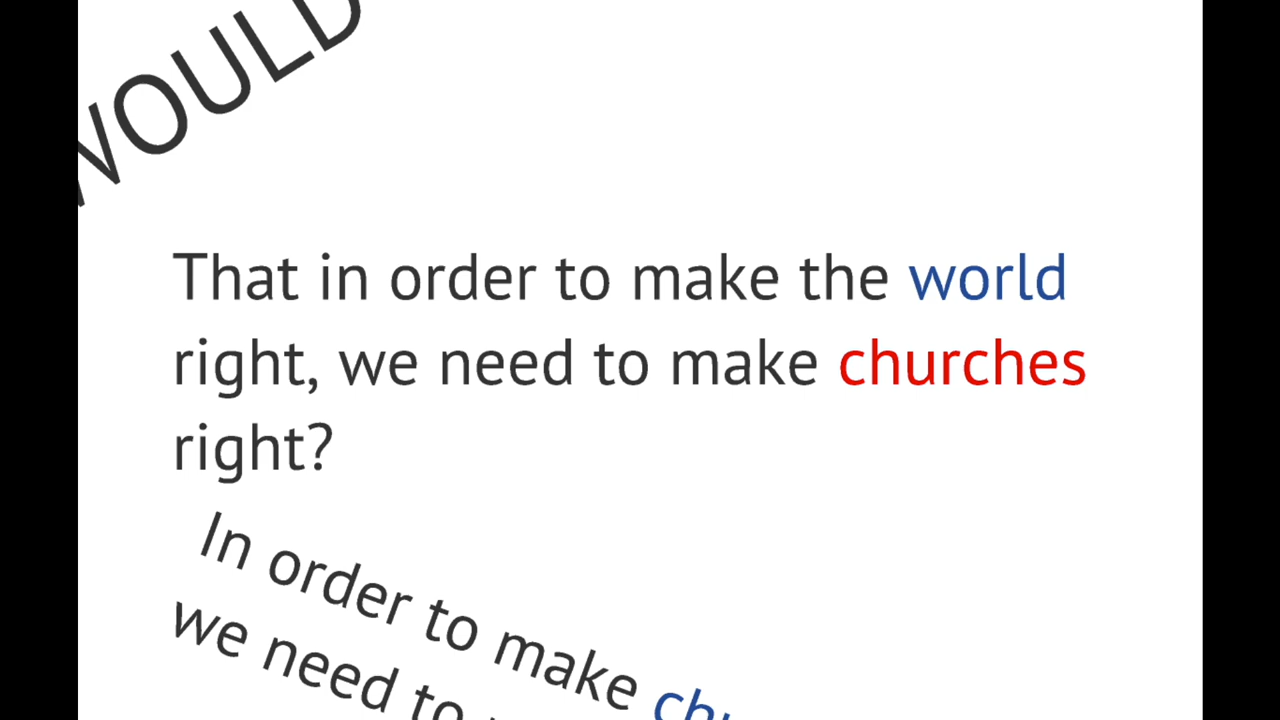 WOULD
That in order to make the world
right, we need to make churches
right?
In order to make
we need to